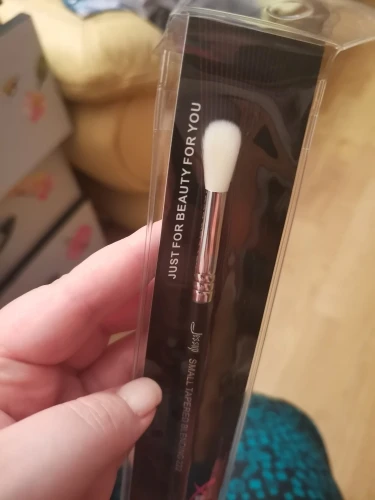 JUST FOR BEAUTY FOR YOU
Jessup SMALL TAPERED BLENDING